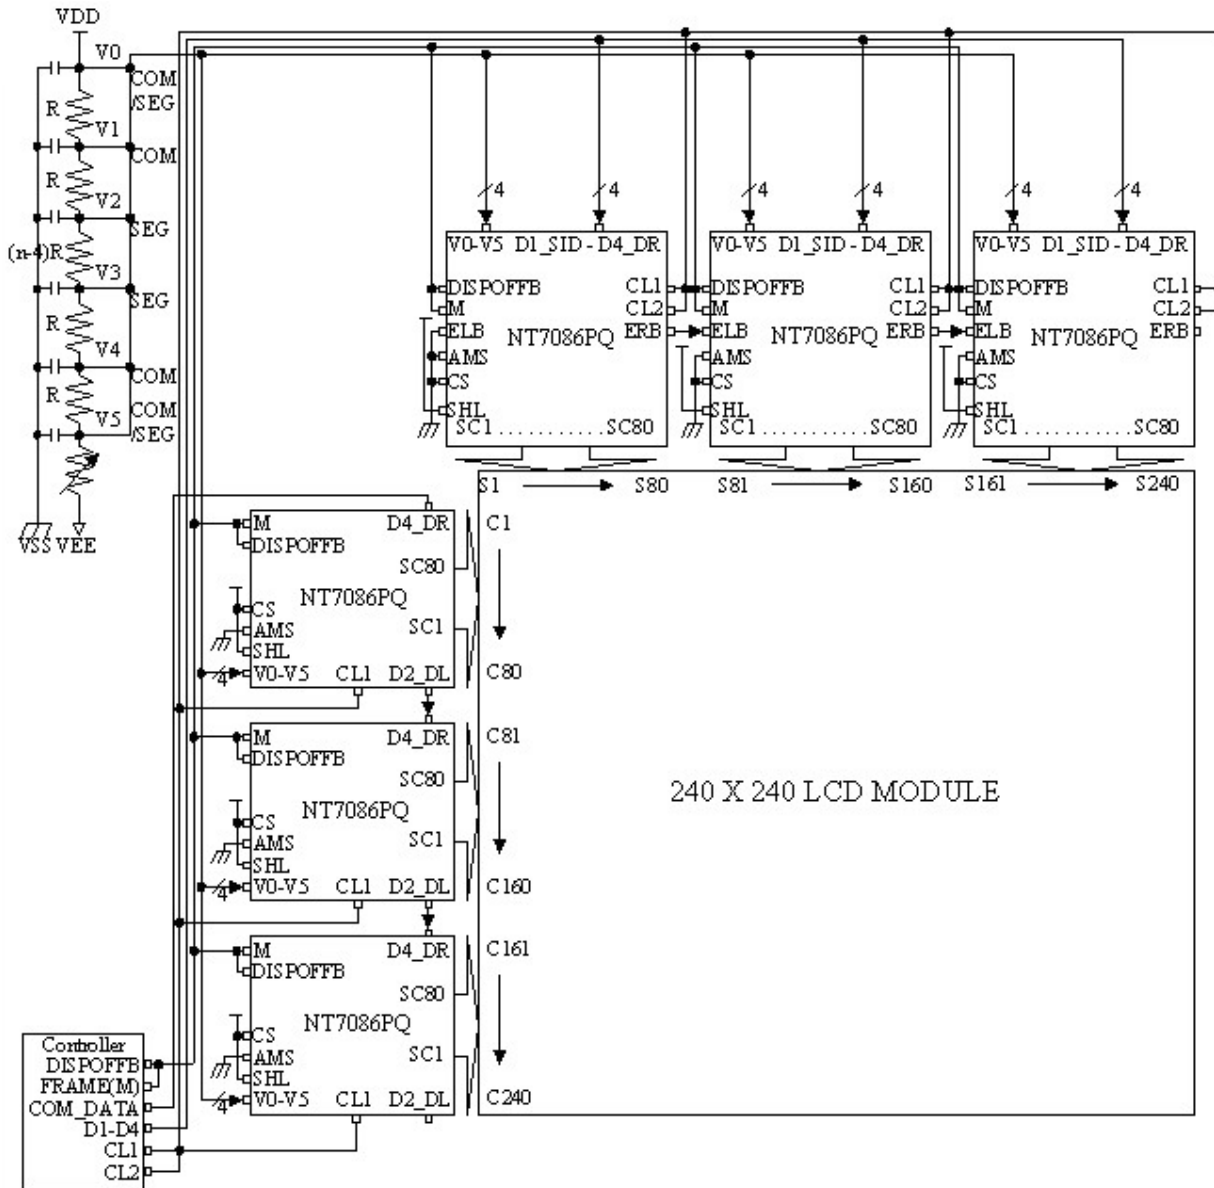 VDD
V0
COM
/SEG
R
V1
COM
R
V2
SEG
(n-4)R
V3
SEG
R
V4
COM
R
V5
COM
/SEG
VSS VEE
4 4 4 4 4 4
V0-V5 D1_SID - D4_DR
DISPOFFB CL1
M CL2
ELB ERB
NT7086PQ
AMS
CS
SHL
SC1 . . . . . . . . . . . SC80
V0-V5 D1_SID - D4_DR
DISPOFFB CL1
M CL2
ELB ERB
NT7086PQ
AMS
CS
SHL
SC1 . . . . . . . . . . . SC80
V0-V5 D1_SID - D4_DR
DISPOFFB CL1
M CL2
ELB ERB
NT7086PQ
AMS
CS
SHL
SC1 . . . . . . . . . . . SC80
S1 S80 S81 S160 S161 S240
M D4_DR
DISPOFFB
SC80
NT7086PQ
CS
AMS SC1
SHL
4 V0-V5 CL1 D2_DL
C1
C80
M D4_DR
DISPOFFB
SC80
NT7086PQ
CS
AMS SC1
SHL
4 V0-V5 CL1 D2_DL
C81
C160
240 X 240 LCD MODULE
M D4_DR
DISPOFFB
SC80
NT7086PQ
CS
AMS SC1
SHL
4 V0-V5 CL1 D2_DL
C161
C240
Controller
DISPOFFB
FRAME(M)
COM_DATA
D1-D4
CL1
CL2